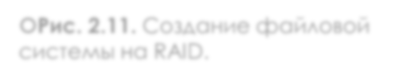 ОРис. 2.11. Создание файловой
системы на RAID.